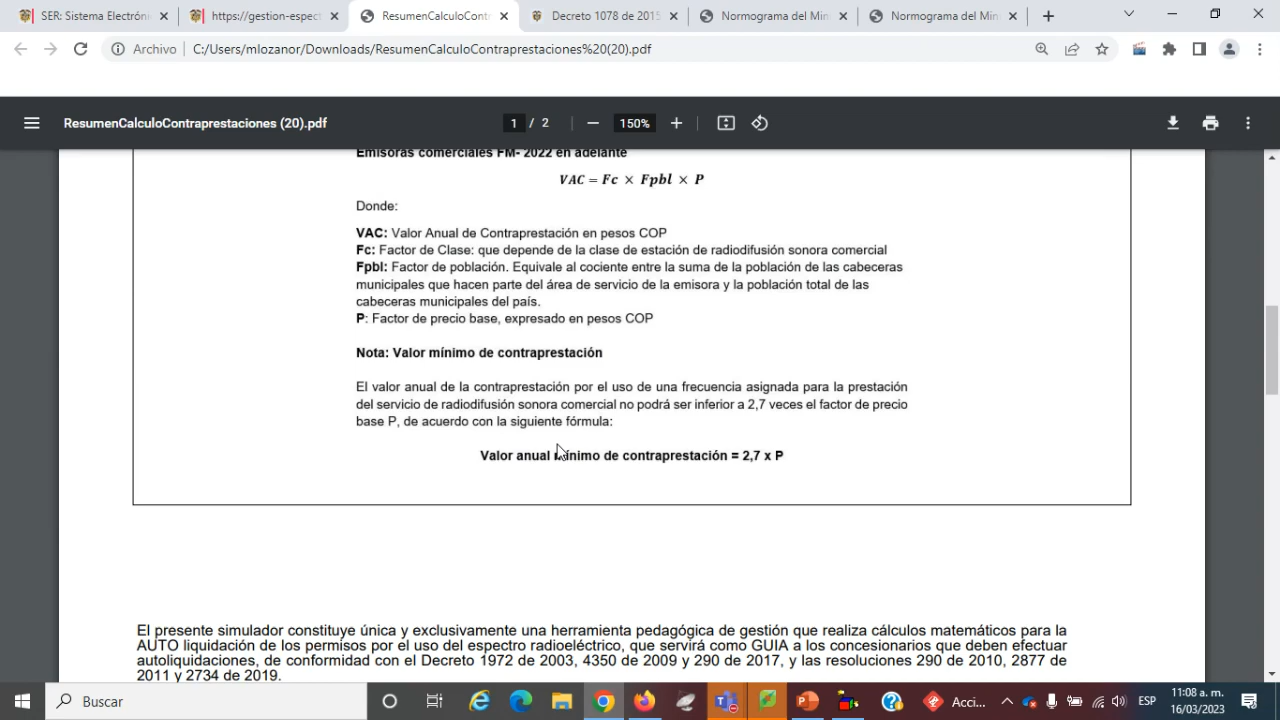 SER: Sistema Electrón
https://gestion-espect
ResumenCalculoContr
Decreto 1078 de 2015
Normograma del Min
Normograma del Min
Archivo
C:/Users/mlozanor/Downloads/ResumenCalculoContraprestaciones%20(20).pdf
ResumenCalculoContraprestaciones (20).pdf
1 / 2
150%
Emisoras comerciales FM- 2022 en adelante
VAC = Fc × Fpbl × P
Donde:
VAC: Valor Anual de Contraprestación en pesos COP
Fc: Factor de Clase: que depende de la clase de estación de radiodifusión sonora comercial
Fpbl: Factor de población. Equivale al cociente entre la suma de la población de las cabeceras
municipales que hacen parte del área de servicio de la emisora y la población total de las
cabeceras municipales del país.
P: Factor de precio base, expresado en pesos COP
Nota: Valor mínimo de contraprestación
El valor anual de la contraprestación por el uso de una frecuencia asignada para la prestación
del servicio de radiodifusión sonora comercial no podrá ser inferior a 2,7 veces el factor de precio
base P, de acuerdo con la siguiente fórmula:
Valor anual mínimo de contraprestación = 2,7 x P
El presente simulador constituye única y exclusivamente una herramienta pedagógica de gestión que realiza cálculos matemáticos para la
AUTO liquidación de los permisos por el uso del espectro radioeléctrico, que servirá como GUIA a los concesionarios que deben efectuar
autoliquidaciones, de conformidad con el Decreto 1972 de 2003, 4350 de 2009 y 290 de 2017, y las resoluciones 290 de 2010, 2877 de
2011 y 2734 de 2019.
Buscar
Acci...
ESP
11:08 a. m.
16/03/2023